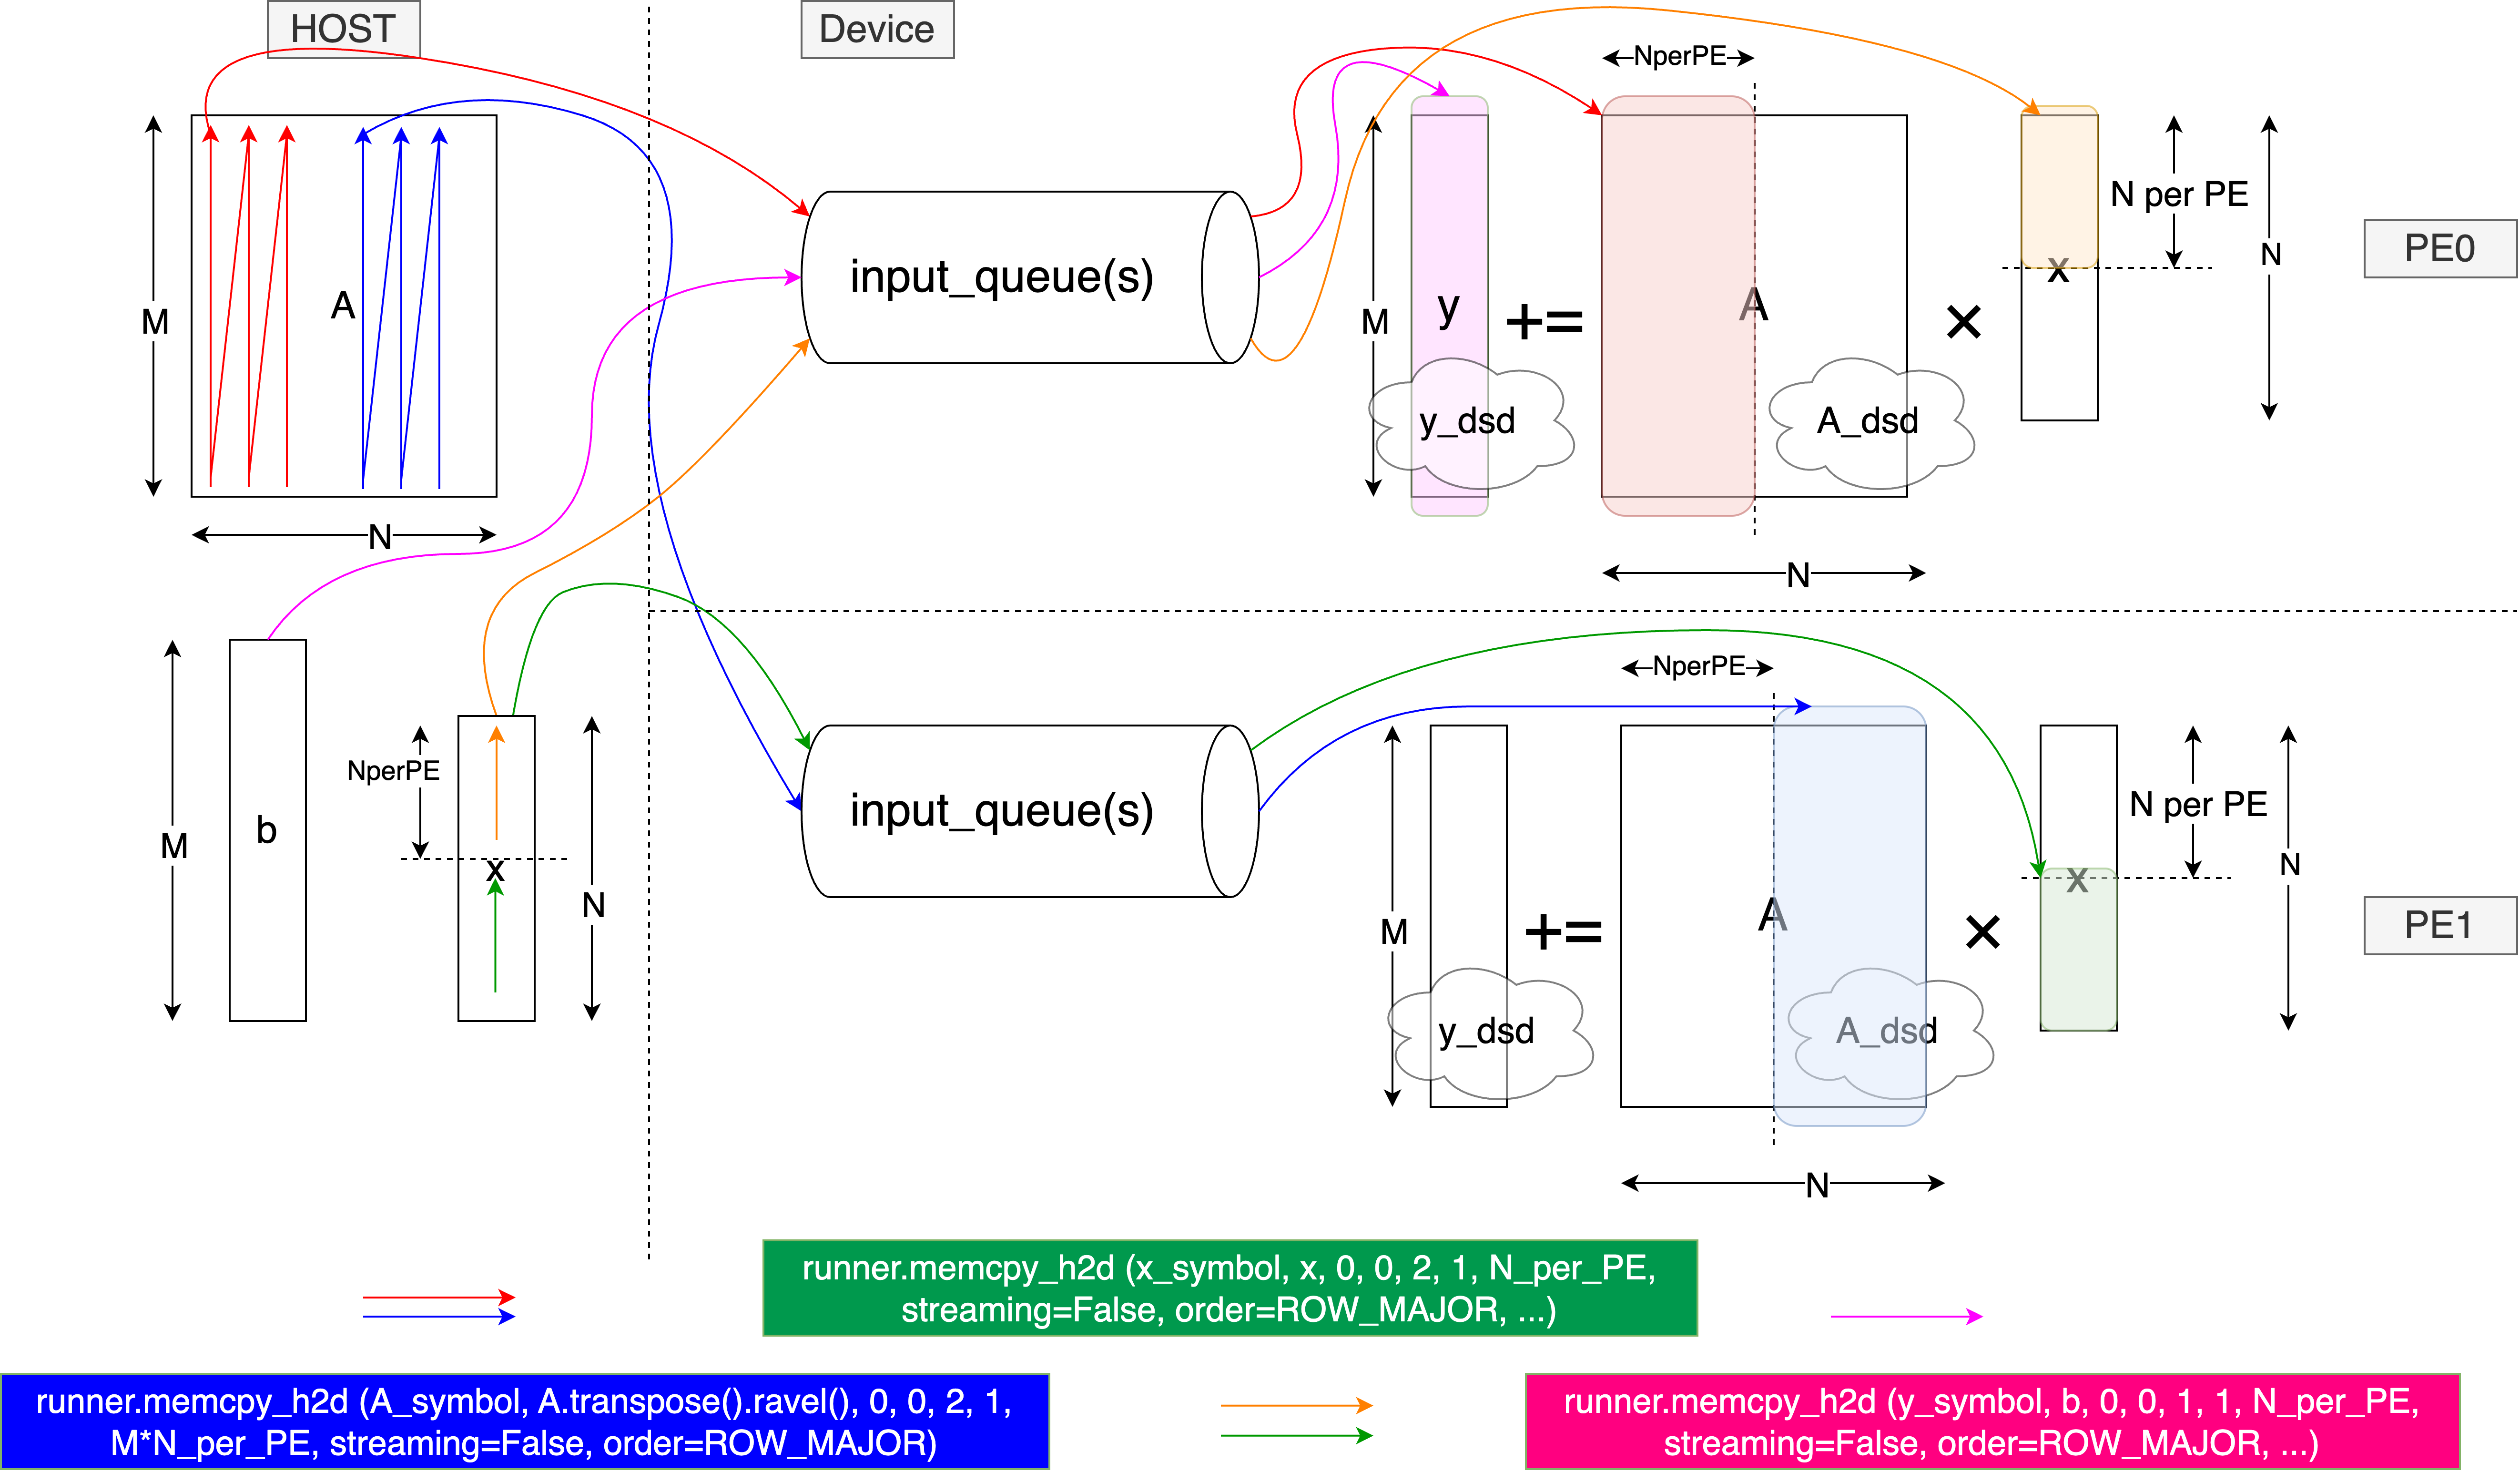 HOST
Device
NperPE
M
A
N
input_queue(s)
M
y
+=
A
×
x
N per PE
N
PE0
y_dsd
A_dsd
N
M
b
NperPE
x
N
input_queue(s)
NperPE
M
+=
A
×
x
N per PE
N
PE1
y_dsd
A_dsd
N
runner.memcpy_h2d (x_symbol, x, 0, 0, 2, 1, N_per_PE,
streaming=False, order=ROW_MAJOR, ...)
runner.memcpy_h2d (A_symbol, A.transpose().ravel(), 0, 0, 2, 1,
M*N_per_PE, streaming=False, order=ROW_MAJOR)
runner.memcpy_h2d (y_symbol, b, 0, 0, 1, 1, N_per_PE,
streaming=False, order=ROW_MAJOR, ...)